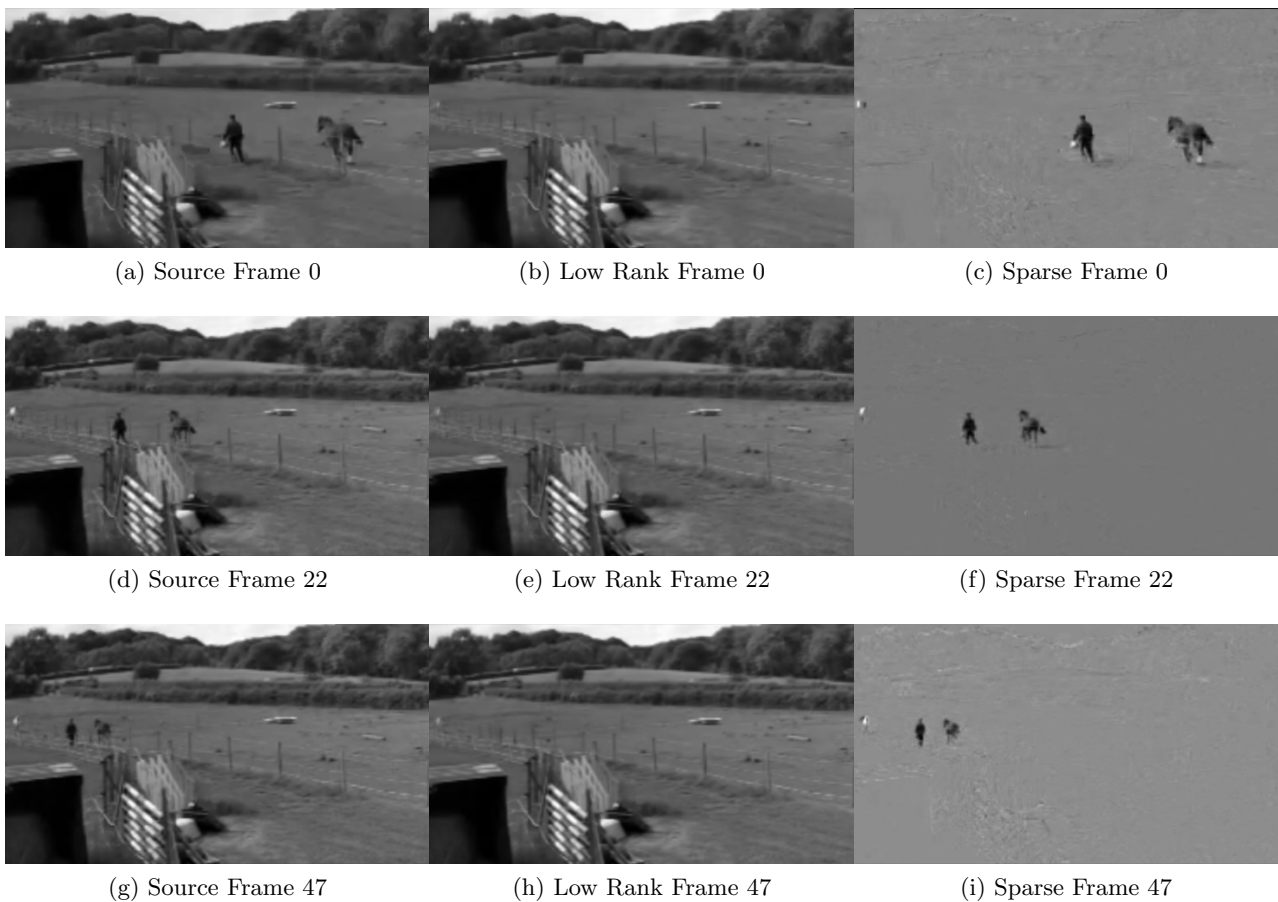 (a) Source Frame 0
(b) Low Rank Frame 0
(c) Sparse Frame 0
(d) Source Frame 22
(e) Low Rank Frame 22
(f) Sparse Frame 22
(g) Source Frame 47
(h) Low Rank Frame 47
(i) Sparse Frame 47